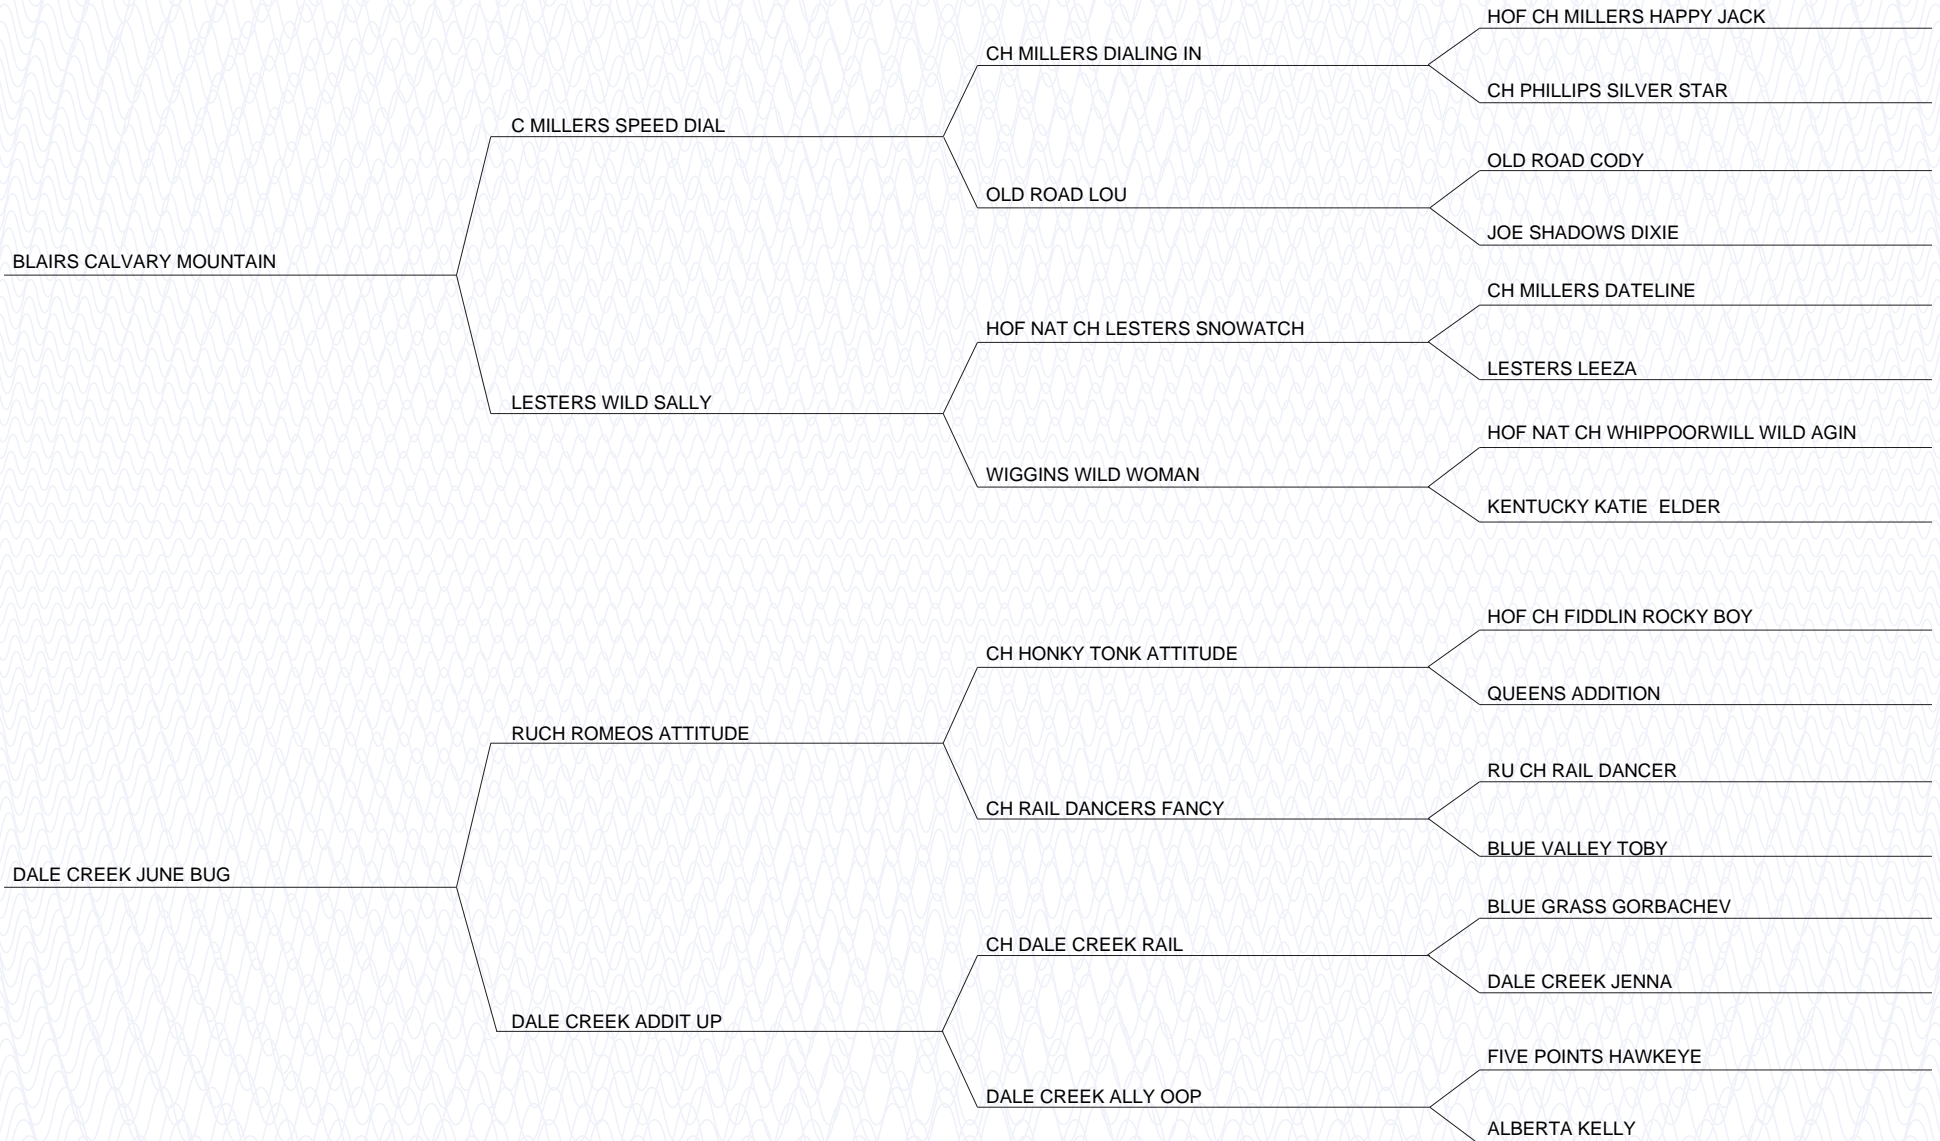 HOF CH MILLERS HAPPY JACK
CH MILLERS DIALING IN
CH PHILLIPS SILVER STAR
C MILLERS SPEED DIAL
OLD ROAD CODY
OLD ROAD LOU
JOE SHADOWS DIXIE
BLAIRS CALVARY MOUNTAIN
CH MILLERS DATELINE
HOF NAT CH LESTERS SNOWATCH
LESTERS LEEZA
LESTERS WILD SALLY
HOF NAT CH WHIPPOORWILL WILD AGIN
WIGGINS WILD WOMAN
KENTUCKY KATIE  ELDER
HOF CH FIDDLIN ROCKY BOY
CH HONKY TONK ATTITUDE
QUEENS ADDITION
RUCH ROMEOS ATTITUDE
RU CH RAIL DANCER
CH RAIL DANCERS FANCY
BLUE VALLEY TOBY
DALE CREEK JUNE BUG
BLUE GRASS GORBACHEV
CH DALE CREEK RAIL
DALE CREEK JENNA
DALE CREEK ADDIT UP
FIVE POINTS HAWKEYE
DALE CREEK ALLY OOP
ALBERTA KELLY